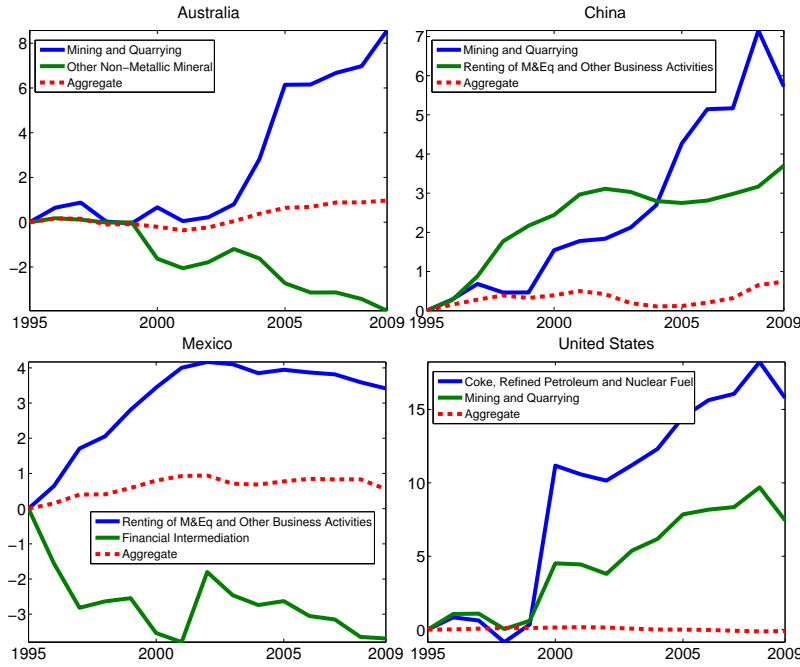 Australia
8
6
4
2
0
−2
1995
2000
2005
2009
Mining and Quarrying
Other Non−Metallic Mineral
Aggregate
China
7
6
5
4
3
2
1
0
1995
2000
2005
2009
Mining and Quarrying
Renting of M&Eq and Other Business Activities
Aggregate
Mexico
4
3
2
1
0
−1
−2
−3
1995
2000
2005
2009
Renting of M&Eq and Other Business Activities
Financial Intermediation
Aggregate
United States
15
10
5
0
1995
2000
2005
2009
Coke, Refined Petroleum and Nuclear Fuel
Mining and Quarrying
Aggregate